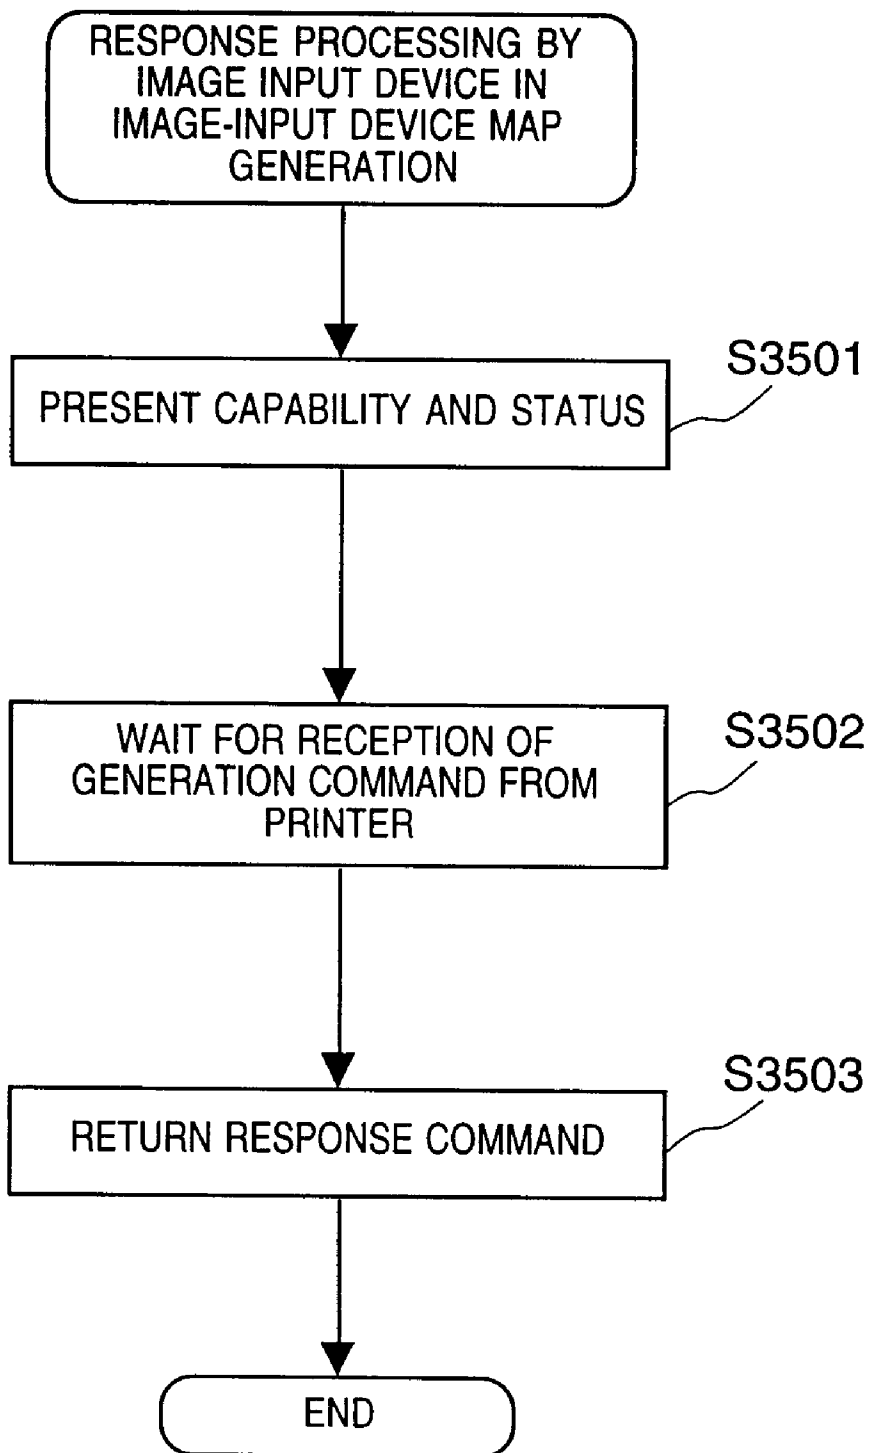 RESPONSE PROCESSING BY
IMAGE INPUT DEVICE IN
IMAGE-INPUT DEVICE MAP
GENERATION
S3501
PRESENT CAPABILITY AND STATUS
S3502
WAIT FOR RECEPTION OF
GENERATION COMMAND FROM
PRINTER
S3503
RETURN RESPONSE COMMAND
END